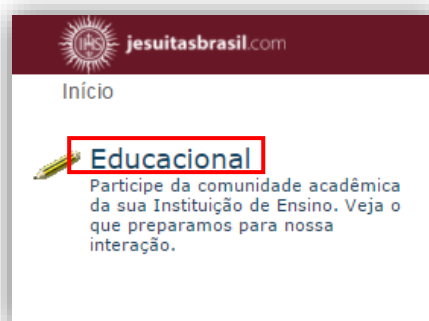 IHS
jesuitasbrasil.com
Início
Educacional
Participe da comunidade acadêmica
da sua Instituição de Ensino. Veja o
que preparamos para nossa
interação.